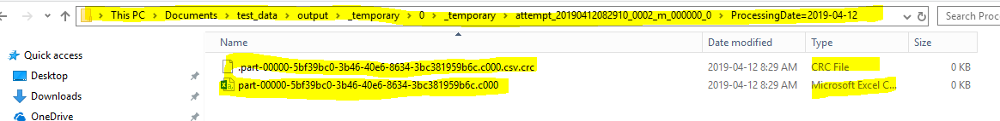 This PC > Documents > test_data > output > _temporary > 0 > _temporary > attempt_20190412082910_0002_m_000000_0 > ProcessingDate=2019-04-12 Search Proc
Name Date modified Type Size
Quick access
.part-00000-5bf39bc0-3b46-40e6-8634-3bc381959b6c.c000.csv.crc 2019-04-12 8:29 AM CRC File 0 KB
Desktop
part-00000-5bf39bc0-3b46-40e6-8634-3bc381959b6c.c000 2019-04-12 8:29 AM Microsoft Excel C... 0 KB
Downloads
OneDrive